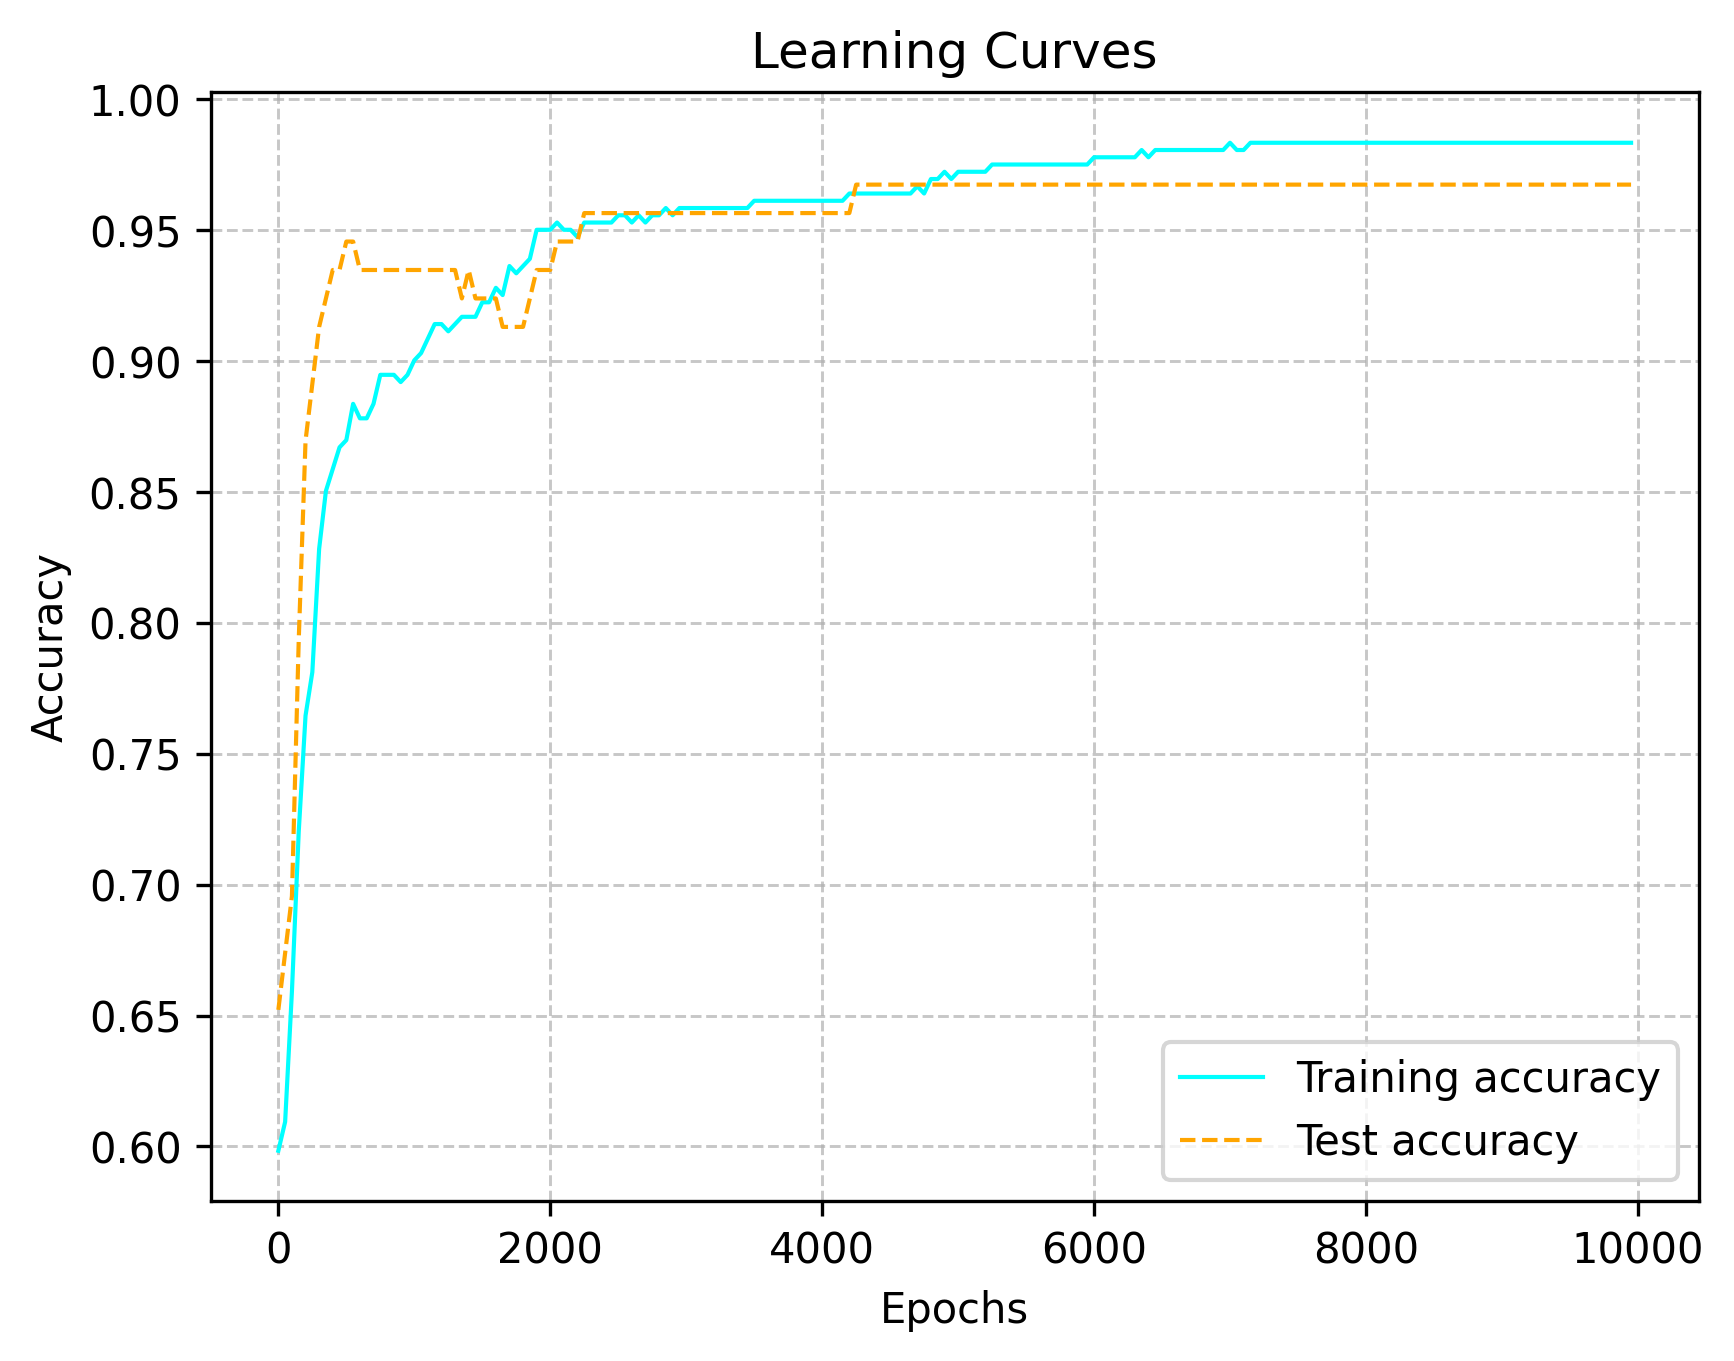 Learning Curves
1.00
0.95
0.90
0.85
0.80
0.75
0.70
0.65
0.60
Accuracy
Training accuracy
Test accuracy
0 2000 4000 6000 8000 10000
Epochs